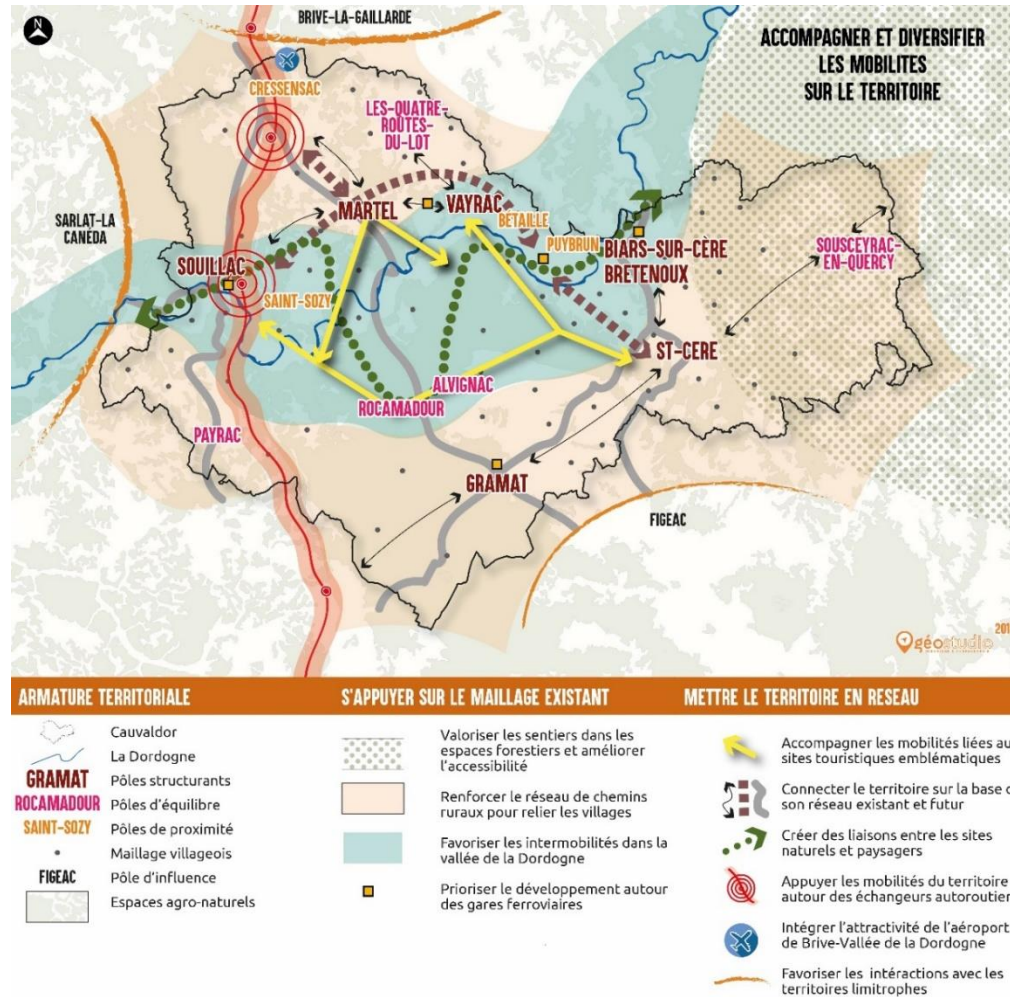 N
BRIVE-LA-GAILLARDE
ACCOMPAGNER ET DIVERSIFIER
LES MOBILITES
SUR LE TERRITOIRE
CRESSENSAC
LES-QUATRE-
ROUTES-
DU-LOT
SARLAT-LA
CANÉDA
MARTEL
VAYRAC
BETAILLE
PUYBRUN
BIARS-SUR-CÈRE
BRETENOUX
SOUSCEYRAC-
EN-QUERCY
SOUILLAC
SAINT-SOZY
ST-CERE
ALVIGNAC
ROCAMADOUR
PAYRAC
GRAMAT
FIGEAC
géostudio
201
ARMATURE TERRITORIALE
Cauvaldor
La Dordogne
GRAMAT Pôles structurants
ROCAMADOUR Pôles d'équilibre
SAINT-SOZY Pôles de proximité
Maillage villageois
FIGEAC Pôle d'influence
Espaces agro-naturels
S'APPUYER SUR LE MAILLAGE EXISTANT
Valoriser les sentiers dans les
espaces forestiers et améliorer
l'accessibilité
Renforcer le réseau de chemins
ruraux pour relier les villages
Favoriser les intermobilités dans la
vallée de la Dordogne
Prioriser le développement autour
des gares ferroviaires
METTRE LE TERRITOIRE EN RESEAU
Accompagner les mobilités liées au
sites touristiques emblématiques
Connecter le territoire sur la base d
son réseau existant et futur
Créer des liaisons entre les sites
naturels et paysagers
Appuyer les mobilités du territoire
autour des échangeurs autoroutier
Intégrer l'attractivité de l'aéroport
de Brive-Vallée de la Dordogne
Favoriser les intéractions avec les
territoires limitrophes